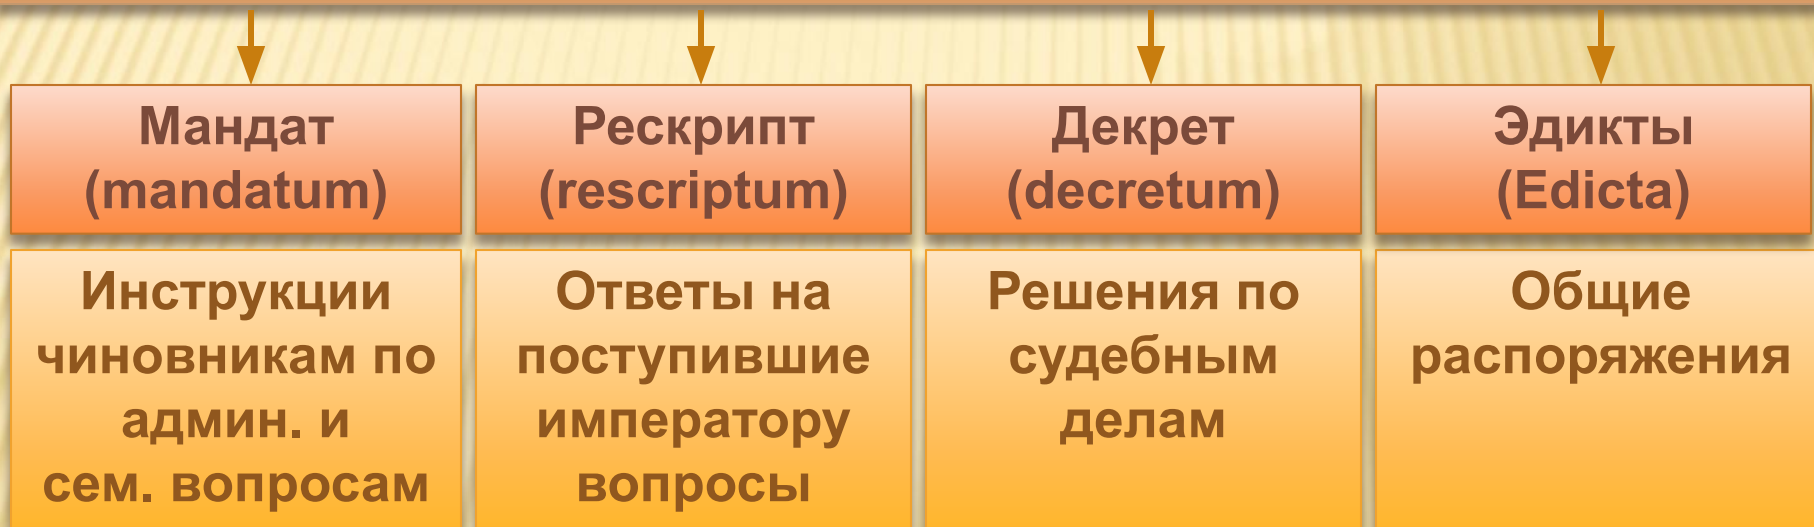 Мандат
(mandatum)
Инструкции
чиновникам по
админ. и
сем. вопросам
Рескрипт
(rescriptum)
Ответы на
поступившие
императору
вопросы
Декрет
(decretum)
Решения по
судебным
делам
Эдикты
(Edicta)
Общие
распоряжения